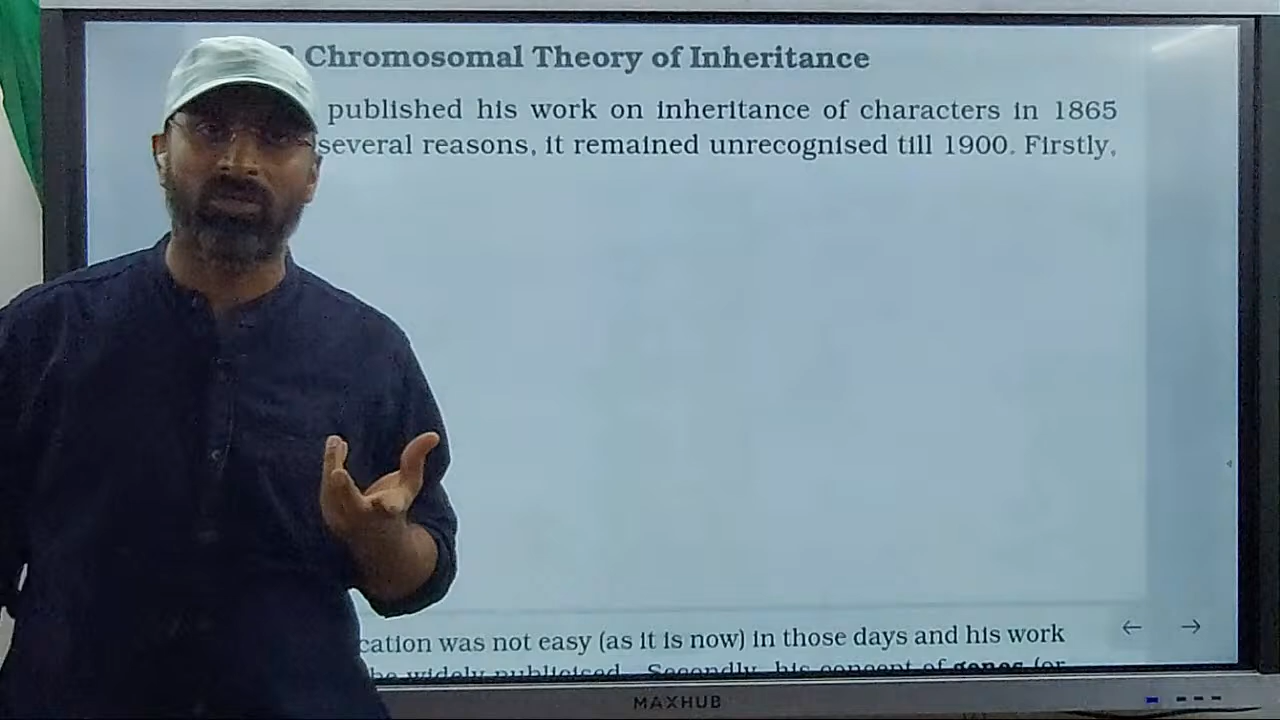 Chromosomal Theory of Inheritance
published his work on inheritance of characters in 1865
several reasons, it remained unrecognised till 1900. Firstly,
cation was not easy (as it is now) in those days and his work
be widely publicised. Secondly, his concept of genes (or
MAXHUB